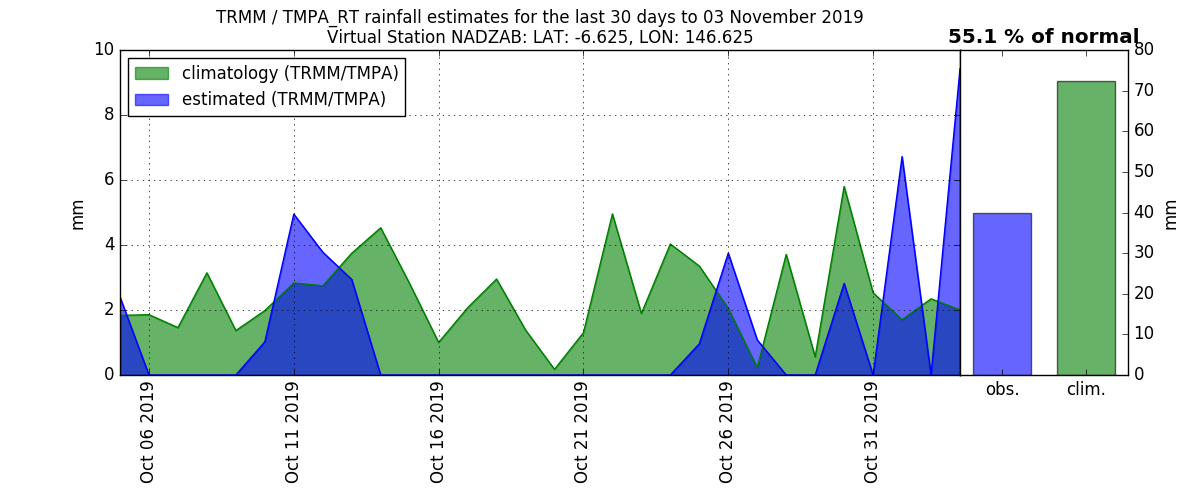 TRMM / TMPA_RT rainfall estimates for the last 30 days to 03 November 2019
Virtual Station NADZAB: LAT: -6.625, LON: 146.625
55.1 % of normal
climatology (TRMM/TMPA)
estimated (TRMM/TMPA)
mm
10
8
6
4
2
0
Oct 06 2019
Oct 11 2019
Oct 16 2019
Oct 21 2019
Oct 26 2019
Oct 31 2019
80
70
60
50
40
30
20
10
0
mm
obs.
clim.